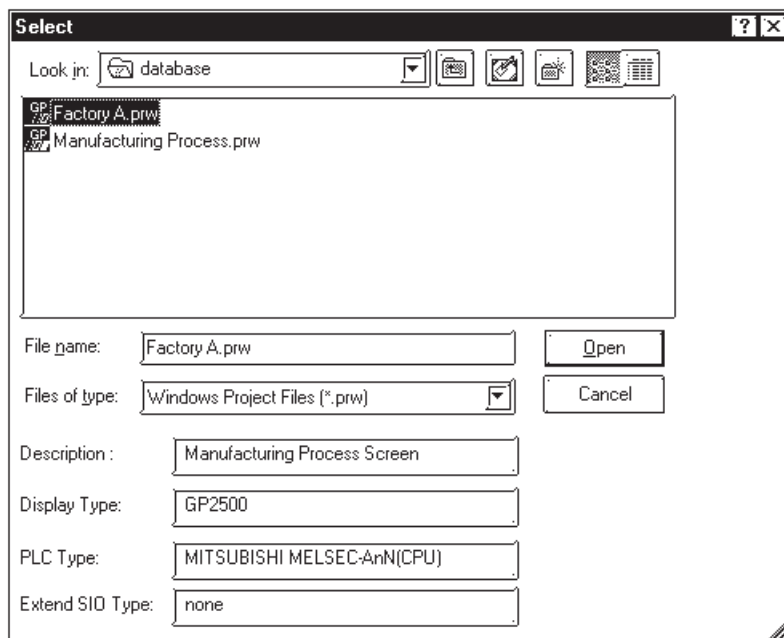 Select
Look in: database
GP Factory A.prw
GP Manufacturing Process.prw
File name: Factory A.prw Open
Files of type: Windows Project Files (*.prw) Cancel
Description : Manufacturing Process Screen
Display Type: GP2500
PLC Type: MITSUBISHI MELSEC-AnN(CPU)
Extend SIO Type: none